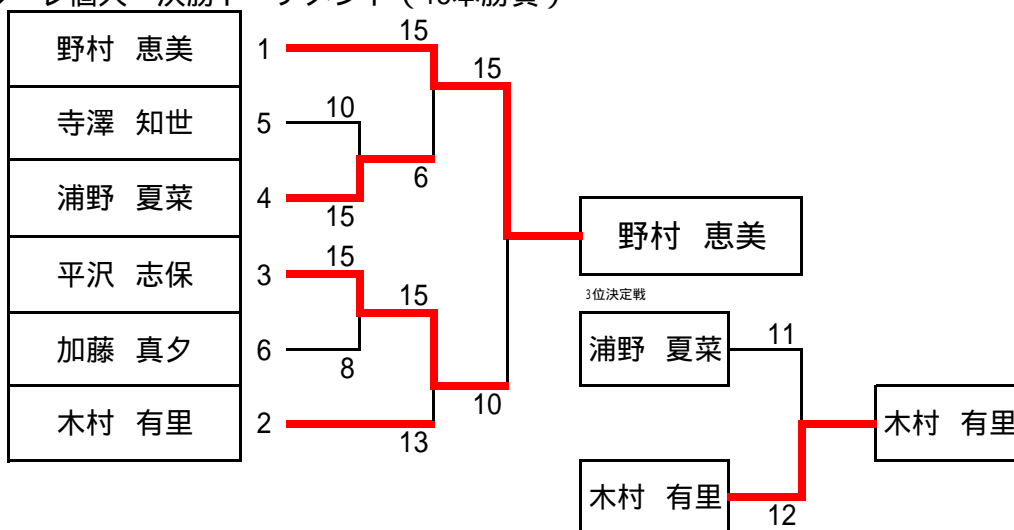 野村 恵美
1
15
15
寺澤 知世
5
10
浦野 夏菜
4
15
6
野村 恵美
平沢 志保
3
15
15
3位決定戦
加藤 真夕
6
8
浦野 夏菜
11
木村 有里
2
13
10
木村 有里
木村 有里
12